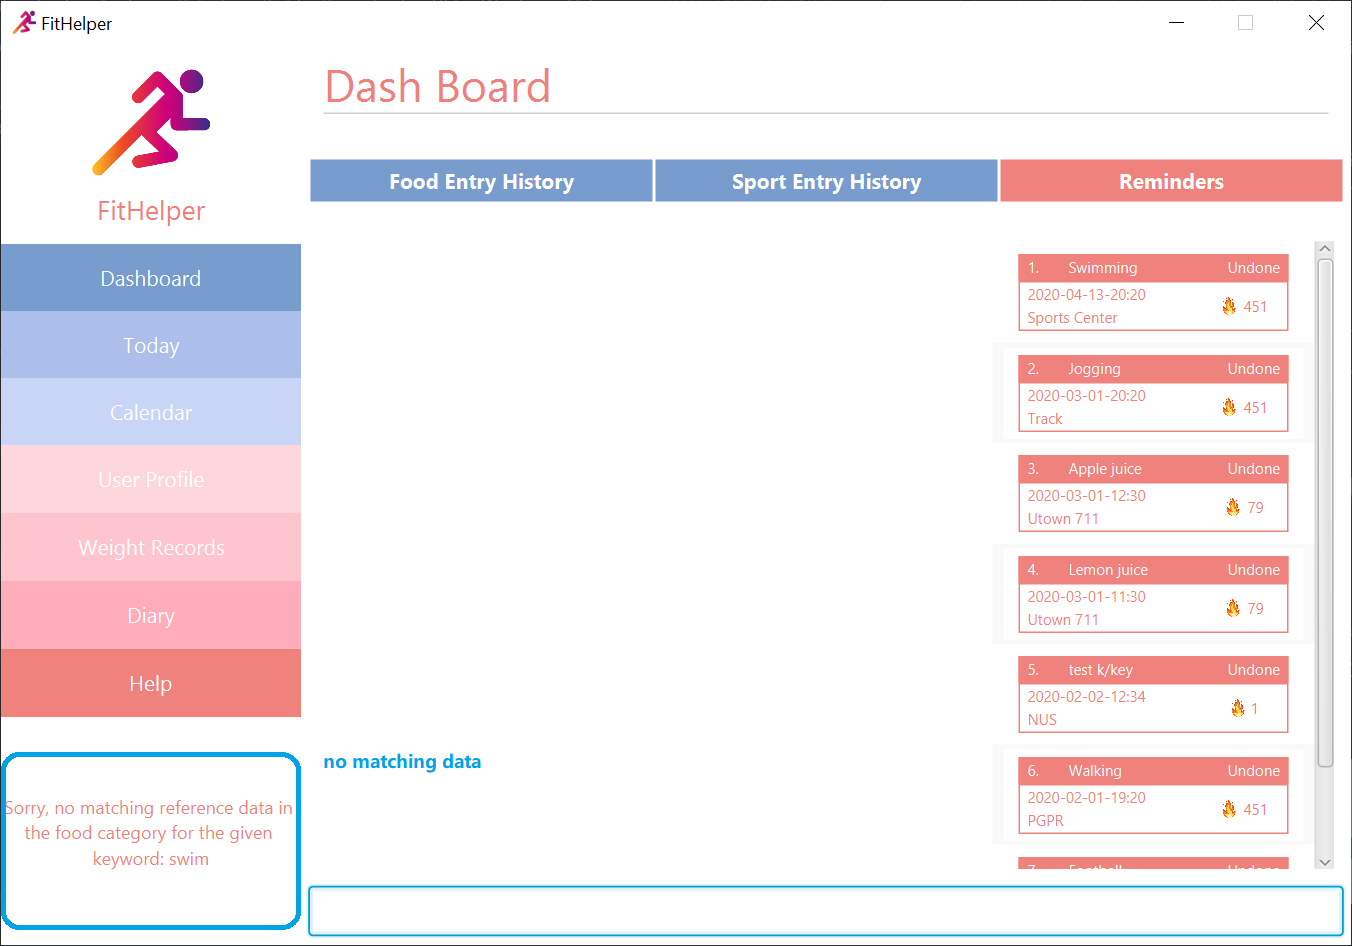 FitHelper
Dash Board
FitHelper
Food Entry History
Sport Entry History
Reminders
Dashboard
Today
Calendar
User Profile
Weight Records
Diary
Help
1. Swimming Undone
2020-04-13-20:20
451
Sports Center
2. Jogging Undone
2020-03-01-20:20
451
Track
3. Apple juice Undone
2020-03-01-12:30
79
Utown 711
4. Lemon juice Undone
2020-03-01-11:30
79
Utown 711
5. test k/key Undone
2020-02-02-12:34
1
NUS
6. Walking Undone
2020-02-01-19:20
451
PGPR
7. Football Undone
no matching data
Sorry, no matching reference data in
the food category for the given
keyword: swim